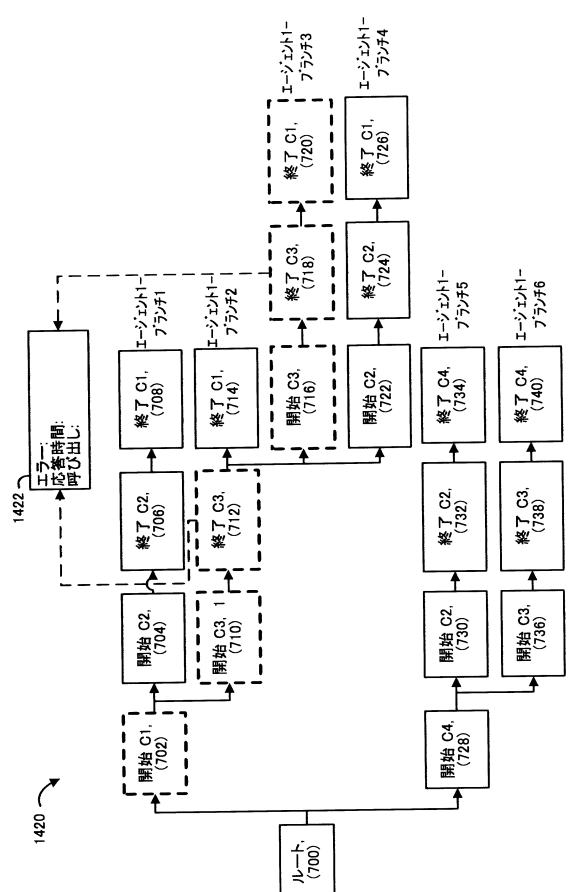 1420
1422
エラー:
応答時間:
呼び出し:
ルート,
(700)
開始 C1,
(702)
開始 C2,
(704)
終了 C2,
(706)
終了 C1,
(708)
エージェント1-
ブランチ1
開始 C3, 1
(710)
終了 C3,
(712)
終了 C1,
(714)
エージェント1-
ブランチ2
開始 C3,
(716)
終了 C3,
(718)
終了 C1,
(720)
エージェント1-
ブランチ3
開始 C2,
(722)
終了 C2,
(724)
終了 C1,
(726)
エージェント1-
ブランチ4
開始 C4,
(728)
開始 C2,
(730)
終了 C2,
(732)
終了 C4,
(734)
エージェント1-
ブランチ5
開始 C3,
(736)
終了 C3,
(738)
終了 C4,
(740)
エージェント1-
ブランチ6